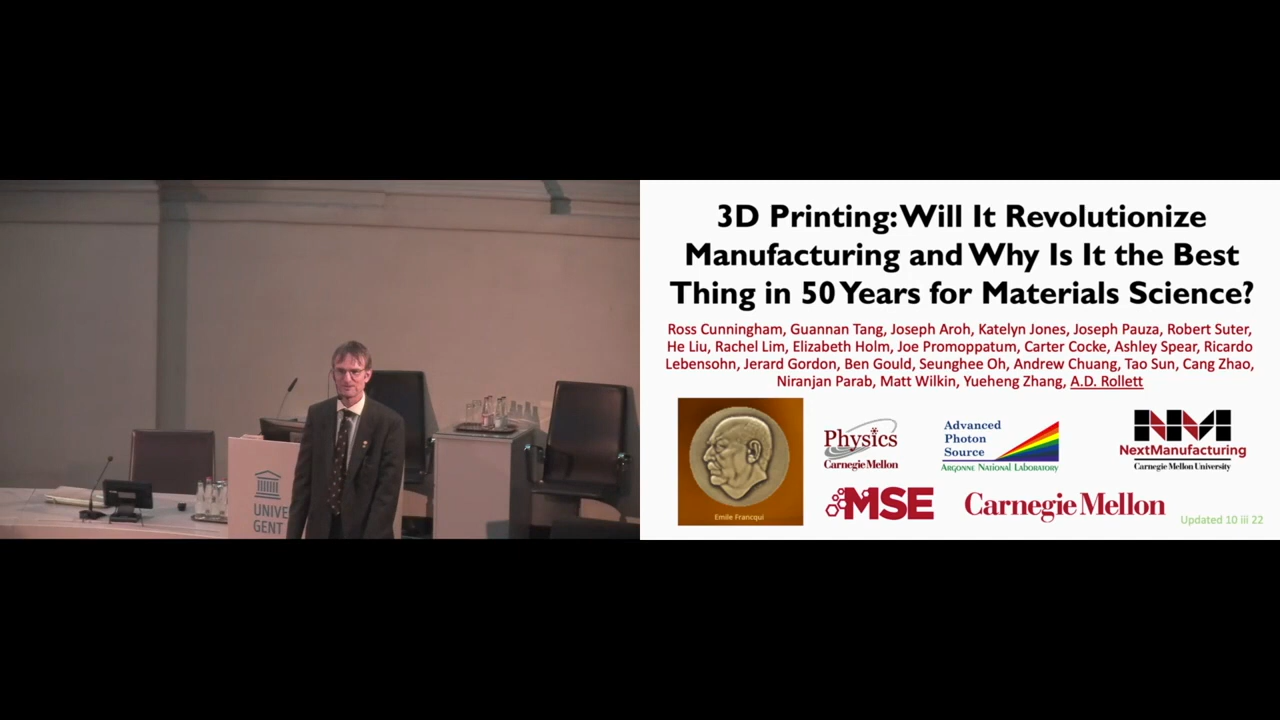 UNIVE
GENT
3D Printing: Will It Revolutionize
Manufacturing and Why Is It the Best
Thing in 50 Years for Materials Science?
Ross Cunningham, Guannan Tang, Joseph Aroh, Katelyn Jones, Joseph Pauza, Robert Suter,
He Liu, Rachel Lim, Elizabeth Holm, Joe Promoppatum, Carter Cocke, Ashley Spear, Ricardo
Lebensohn, Jerard Gordon, Ben Gould, Seunghee Oh, Andrew Chuang, Tao Sun, Cang Zhao,
Niranjan Parab, Matt Wilkin, Yueheng Zhang, A.D. Rollett
Emile Francqui
Physics
Carnegie Mellon
Advanced
Photon
Source
ARGONNE NATIONAL LABORATORY
NM
NextManufacturing
Carnegie Mellon University
MSE
Carnegie Mellon
Updated 10 iii 22